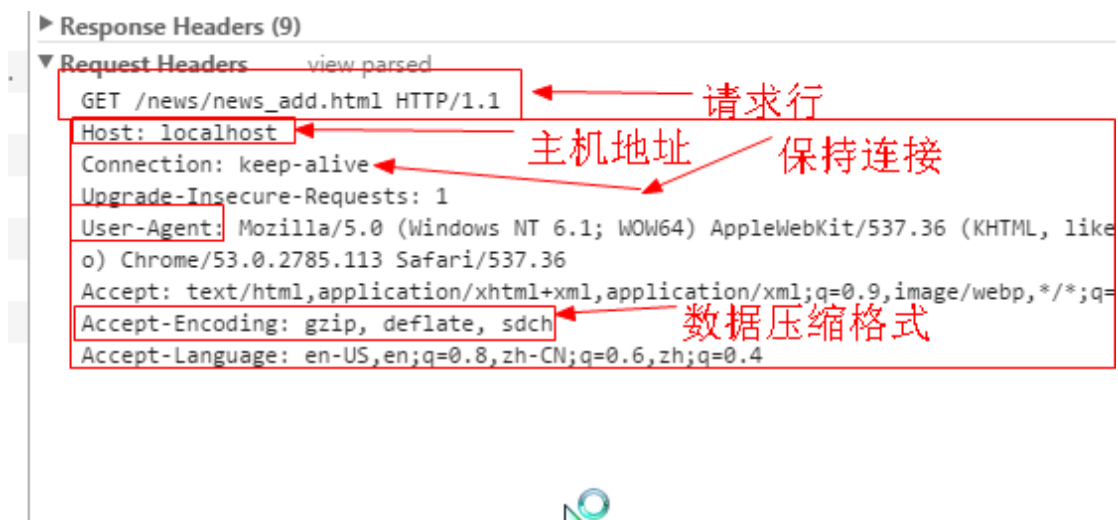 Response Headers (9)
Request Headers view parsed
GET /news/news_add.html HTTP/1.1
请求行
Host: localhost
主机地址
保持连接
Connection: keep-alive
Upgrade-Insecure-Requests: 1
User-Agent: Mozilla/5.0 (Windows NT 6.1; WOW64) AppleWebKit/537.36 (KHTML, like
o) Chrome/53.0.2785.113 Safari/537.36
Accept: text/html,application/xhtml+xml,application/xml;q=0.9,image/webp,*/*;q=
Accept-Encoding: gzip, deflate, sdch
数据压缩格式
Accept-Language: en-US,en;q=0.8,zh-CN;q=0.6,zh;q=0.4